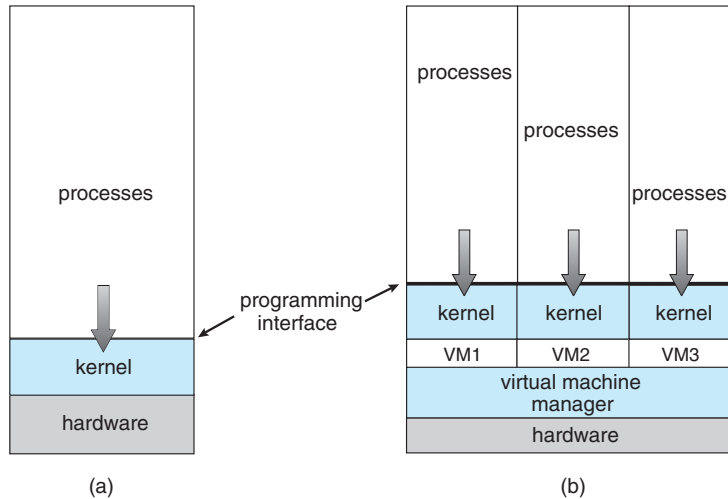 processes
kernel
hardware
(a)
programming
interface
processes
processes
processes
kernel
kernel
kernel
VM1
VM2
VM3
virtual machine
manager
hardware
(b)